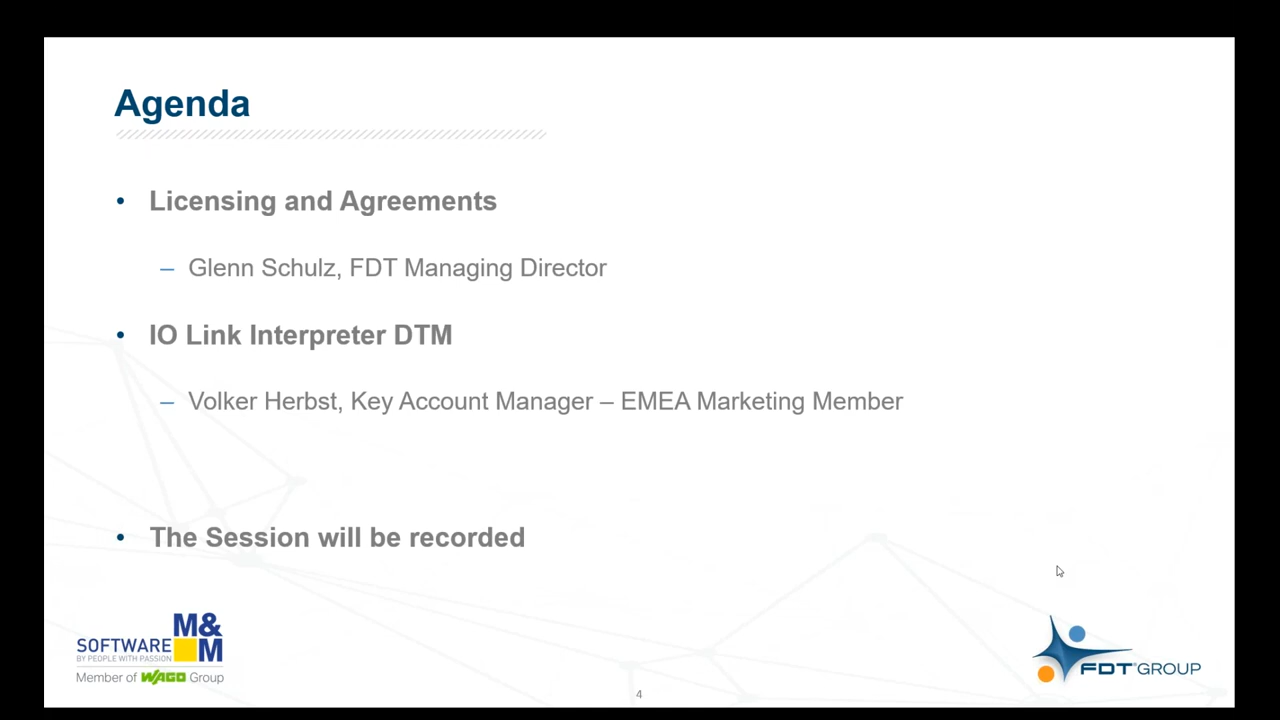 Agenda
• Licensing and Agreements
– Glenn Schulz, FDT Managing Director
• IO Link Interpreter DTM
– Volker Herbst, Key Account Manager – EMEA Marketing Member
• The Session will be recorded
M&
SOFTWARE M
BY PEOPLE WITH PASSION
Member of WAGO Group
FDT® GROUP
4